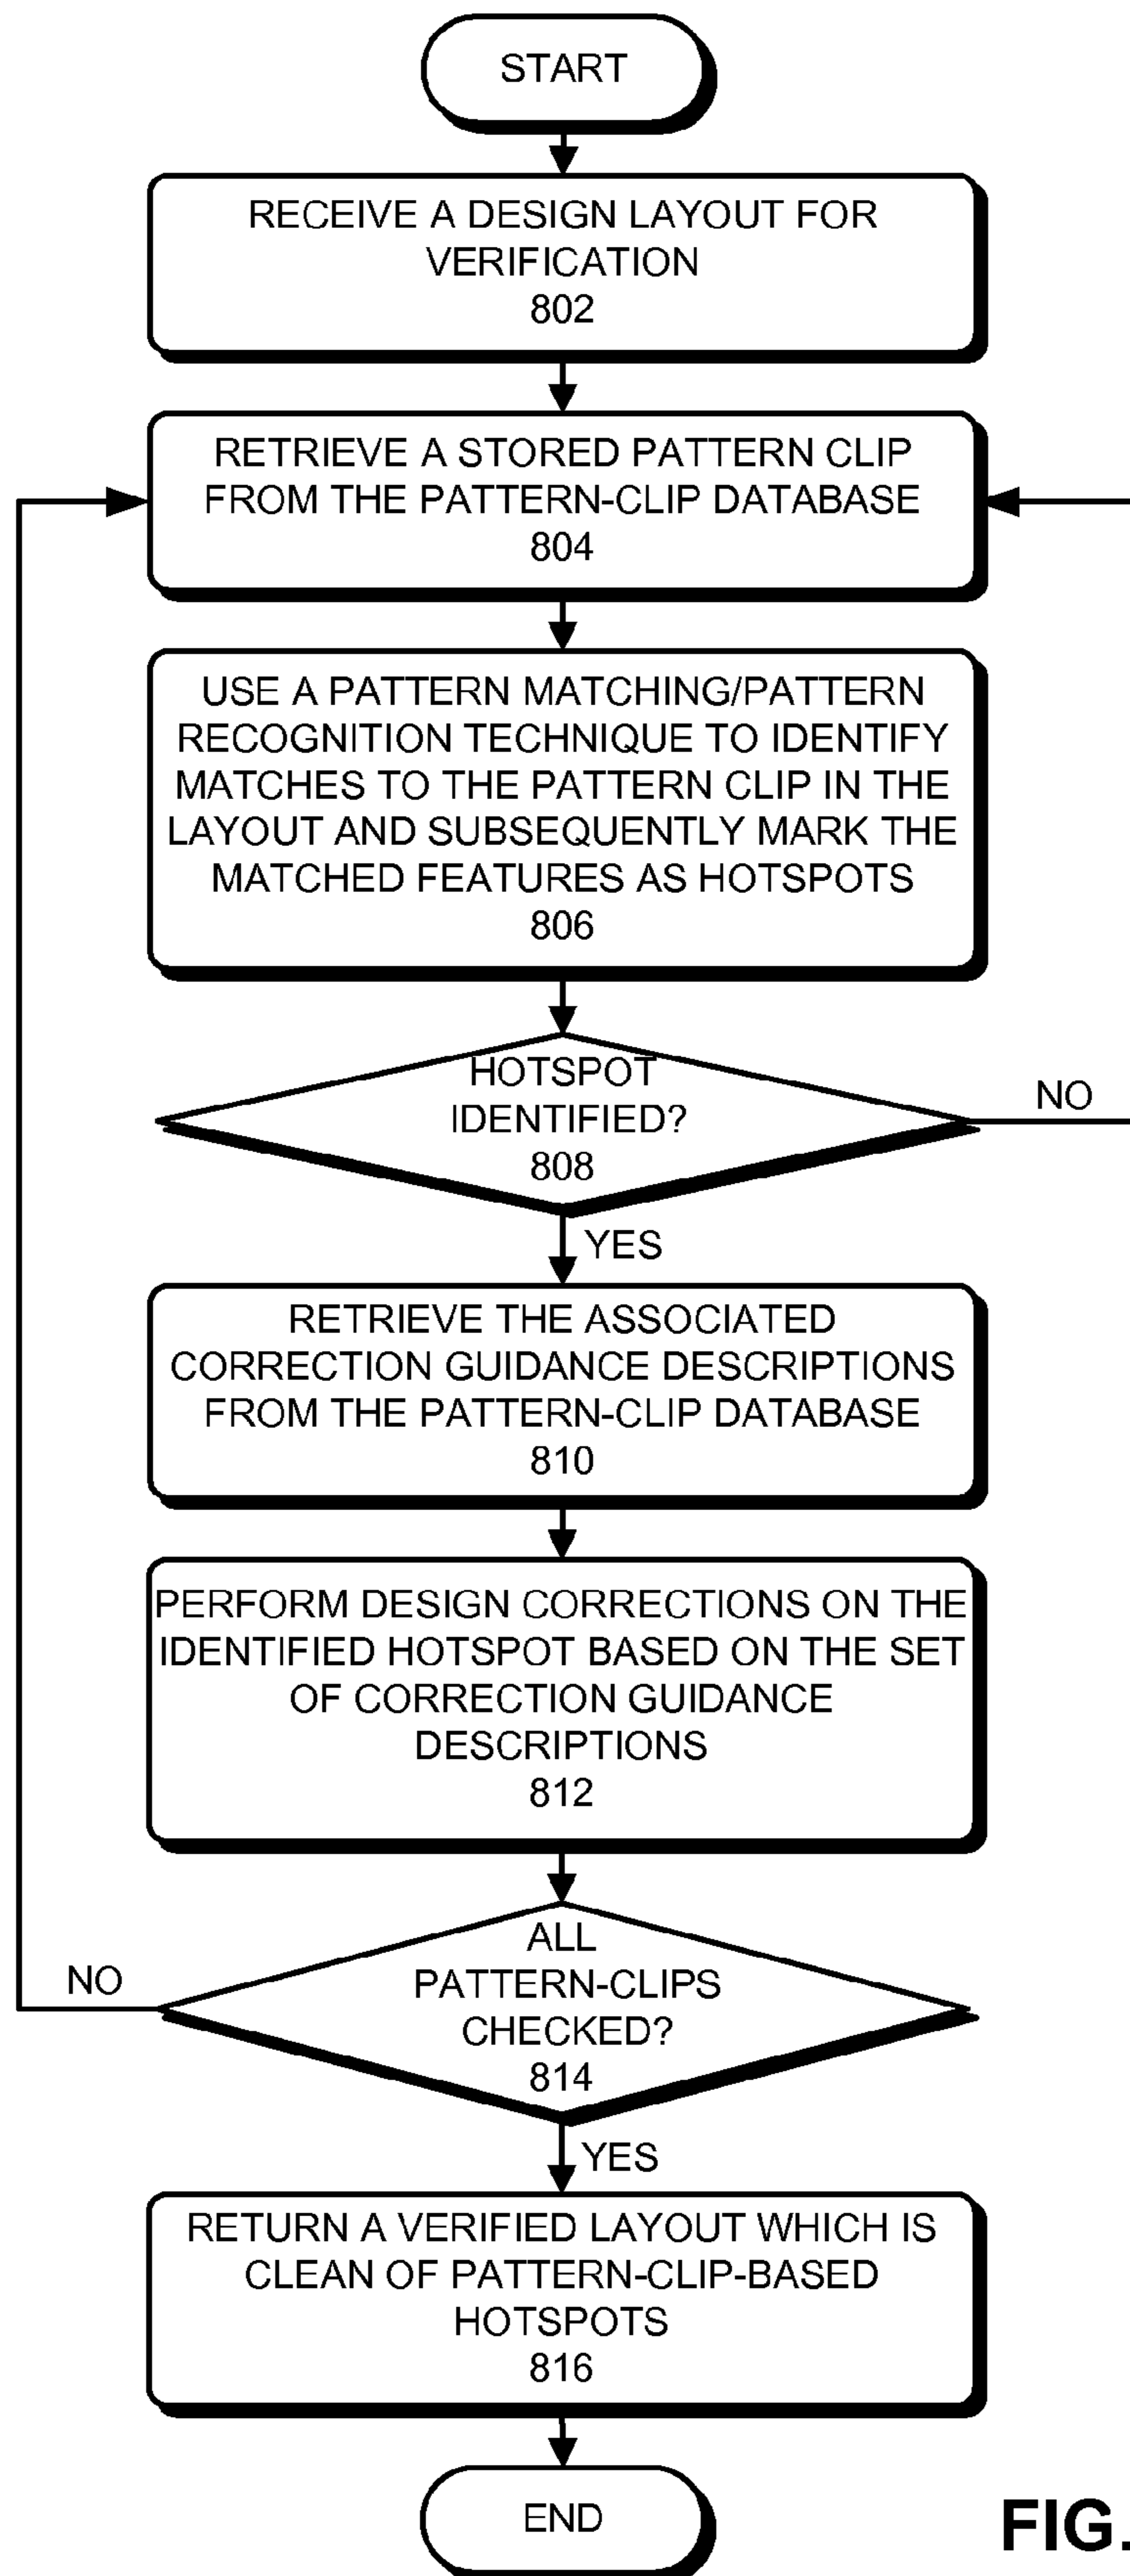 START
RECEIVE A DESIGN LAYOUT FOR
VERIFICATION
802
RETRIEVE A STORED PATTERN CLIP
FROM THE PATTERN-CLIP DATABASE
804
USE A PATTERN MATCHING/PATTERN
RECOGNITION TECHNIQUE TO IDENTIFY
MATCHES TO THE PATTERN CLIP IN THE
LAYOUT AND SUBSEQUENTLY MARK THE
MATCHED FEATURES AS HOTSPOTS
806
HOTSPOT
IDENTIFIED?
808
NO
YES
RETRIEVE THE ASSOCIATED
CORRECTION GUIDANCE DESCRIPTIONS
FROM THE PATTERN-CLIP DATABASE
810
PERFORM DESIGN CORRECTIONS ON THE
IDENTIFIED HOTSPOT BASED ON THE SET
OF CORRECTION GUIDANCE
DESCRIPTIONS
812
ALL
PATTERN-CLIPS
CHECKED?
814
NO
YES
RETURN A VERIFIED LAYOUT WHICH IS
CLEAN OF PATTERN-CLIP-BASED
HOTSPOTS
816
END
FIG.